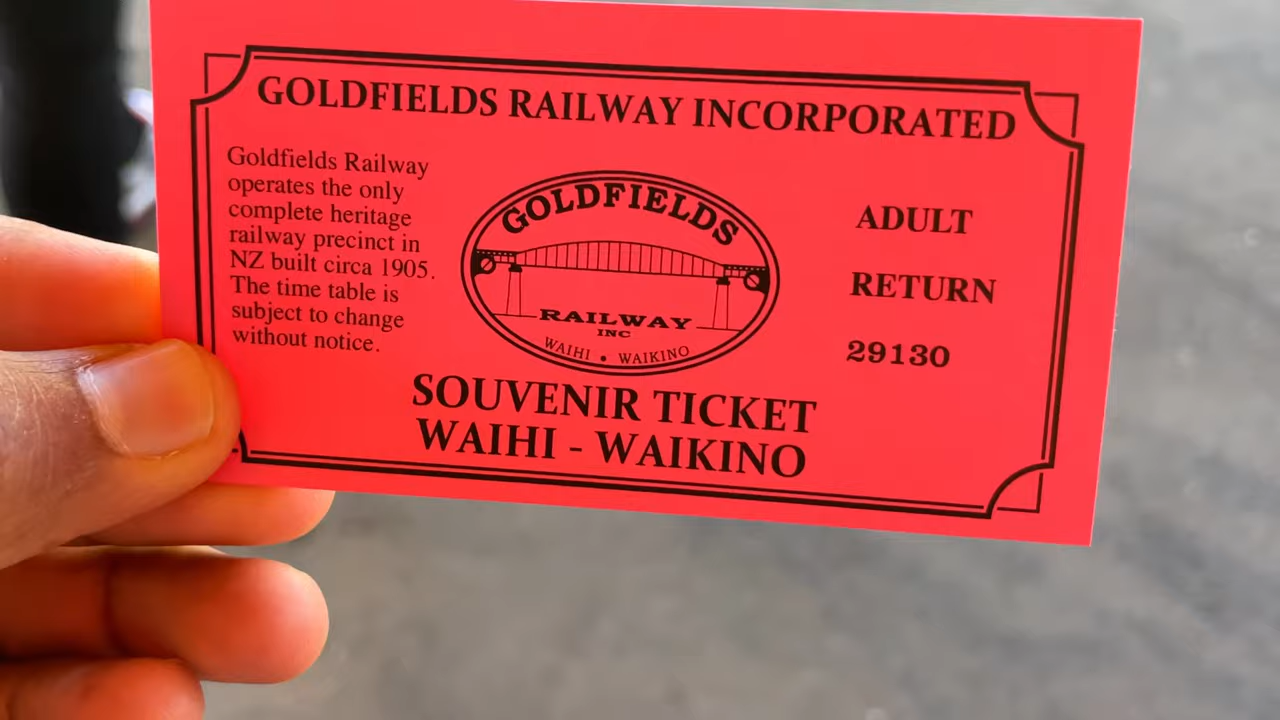 GOLDFIELDS RAILWAY INCORPORATED
Goldfields Railway
operates the only
complete heritage
railway precinct in
NZ built circa 1905.
The time table is
subject to change
without notice.
GOLDFIELDS
RAILWAY
INC
WAIHI • WAIKINO
ADULT
RETURN
29130
SOUVENIR TICKET
WAIHI - WAIKINO